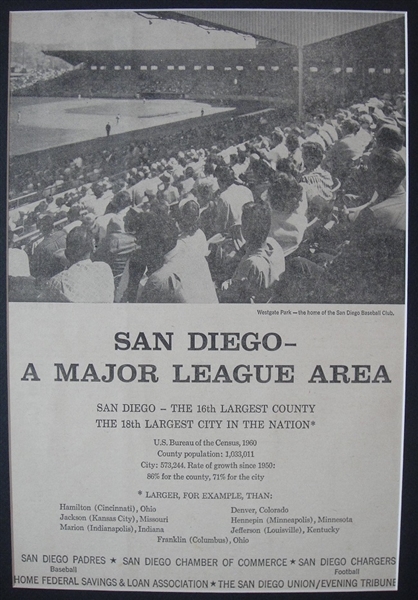 Westgate Park — the home of the San Diego Baseball Club.
SAN DIEGO –
A MAJOR LEAGUE AREA
SAN DIEGO – THE 16th LARGEST COUNTY
THE 18th LARGEST CITY IN THE NATION*
U.S. Bureau of the Census, 1960
County population: 1,033,011
City: 573,244. Rate of growth since 1950:
86% for the county, 71% for the city
* LARGER, FOR EXAMPLE, THAN:
Hamilton (Cincinnati), Ohio
Jackson (Kansas City), Missouri
Marion (Indianapolis), Indiana
Denver, Colorado
Hennepin (Minneapolis), Minnesota
Jefferson (Louisville), Kentucky
Franklin (Columbus), Ohio
SAN DIEGO PADRES ★ SAN DIEGO CHAMBER OF COMMERCE ★ SAN DIEGO CHARGERS
Baseball Football
HOME FEDERAL SAVINGS & LOAN ASSOCIATION ★ THE SAN DIEGO UNION/EVENING TRIBUNE